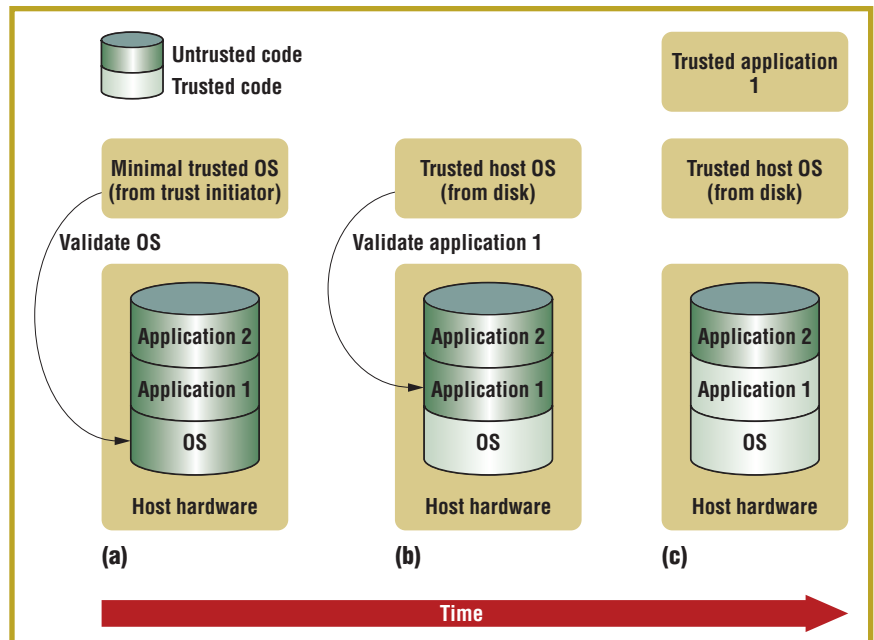 Untrusted code
Trusted code
Trusted application
1
Minimal trusted OS
(from trust initiator)
Trusted host OS
(from disk)
Trusted host OS
(from disk)
Validate OS
Validate application 1
Application 2
Application 1
OS
Host hardware
Application 2
Application 1
OS
Host hardware
Application 2
Application 1
OS
Host hardware
(a)
(b)
(c)
Time